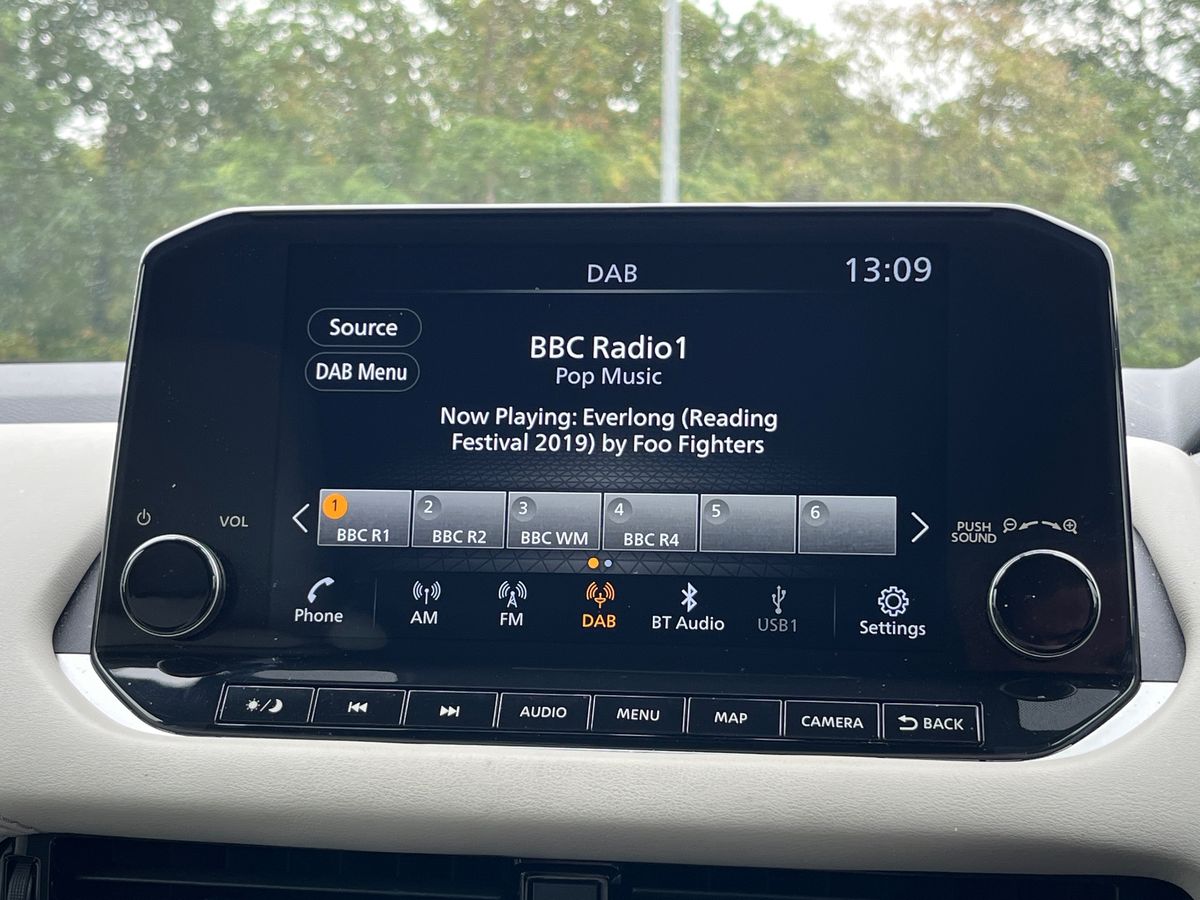 DAB
13:09
Source
DAB Menu
BBC Radio1
Pop Music
Now Playing: Everlong (Reading
Festival 2019) by Foo Fighters
1
BBC R1
2
BBC R2
3
BBC WM
4
BBC R4
5
6
VOL
PUSH
SOUND
Phone
AM
FM
DAB
BT Audio
USB1
Settings
AUDIO
MENU
MAP
CAMERA
BACK